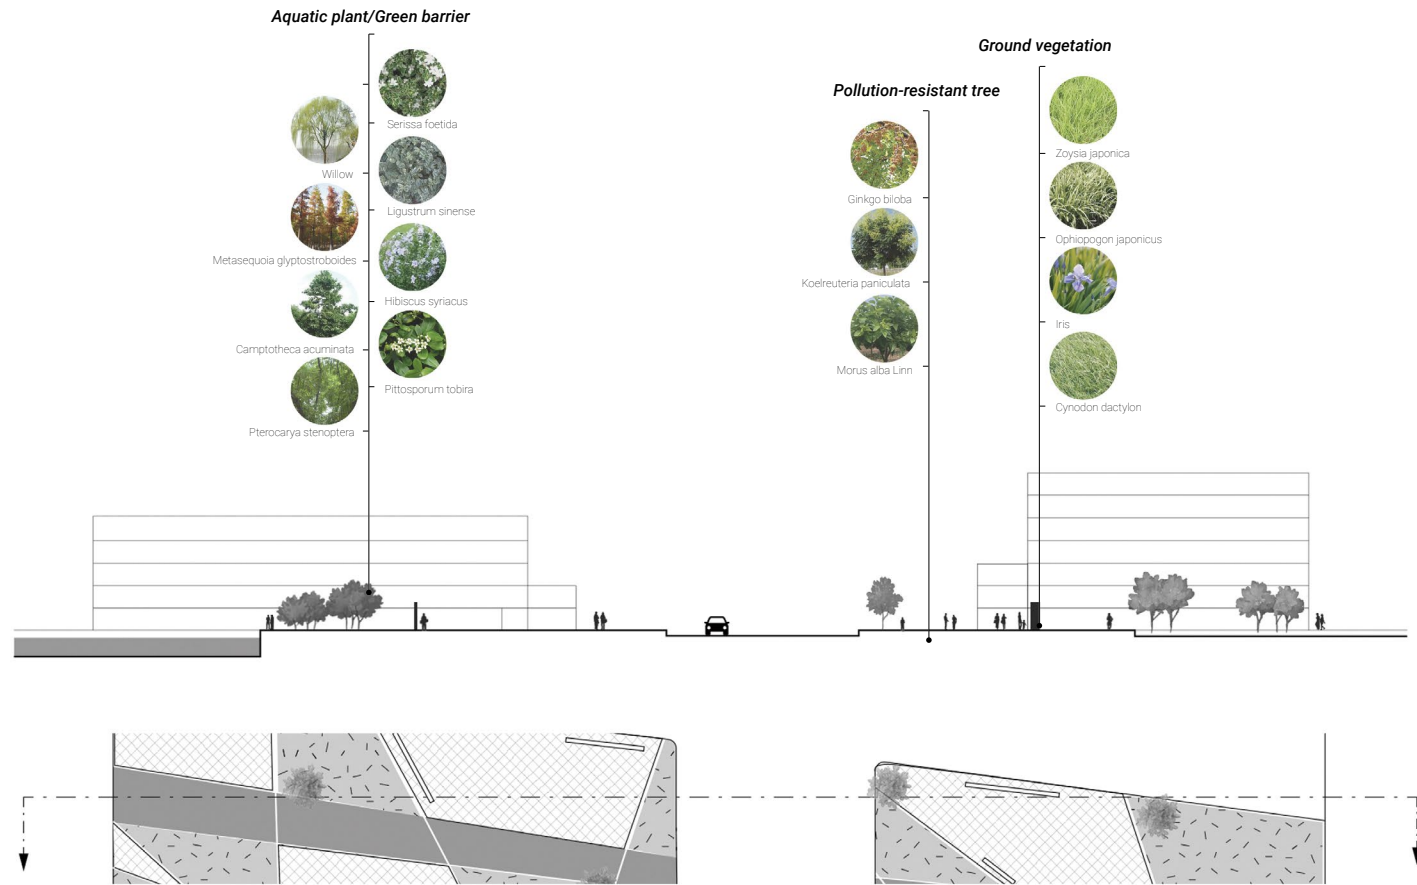 Aquatic plant/Green barrier
Serissa foetida
Willow
Ligustrum sinense
Metasequoia glyptostroboides
Hibiscus syriacus
Camptotheca acuminata
Pittosporum tobira
Pterocarya stenoptera
Pollution-resistant tree
Ginkgo biloba
Koelreuteria paniculata
Morus alba Linn
Ground vegetation
Zoysia japonica
Ophiopogon japonicus
Iris
Cynodon dactylon